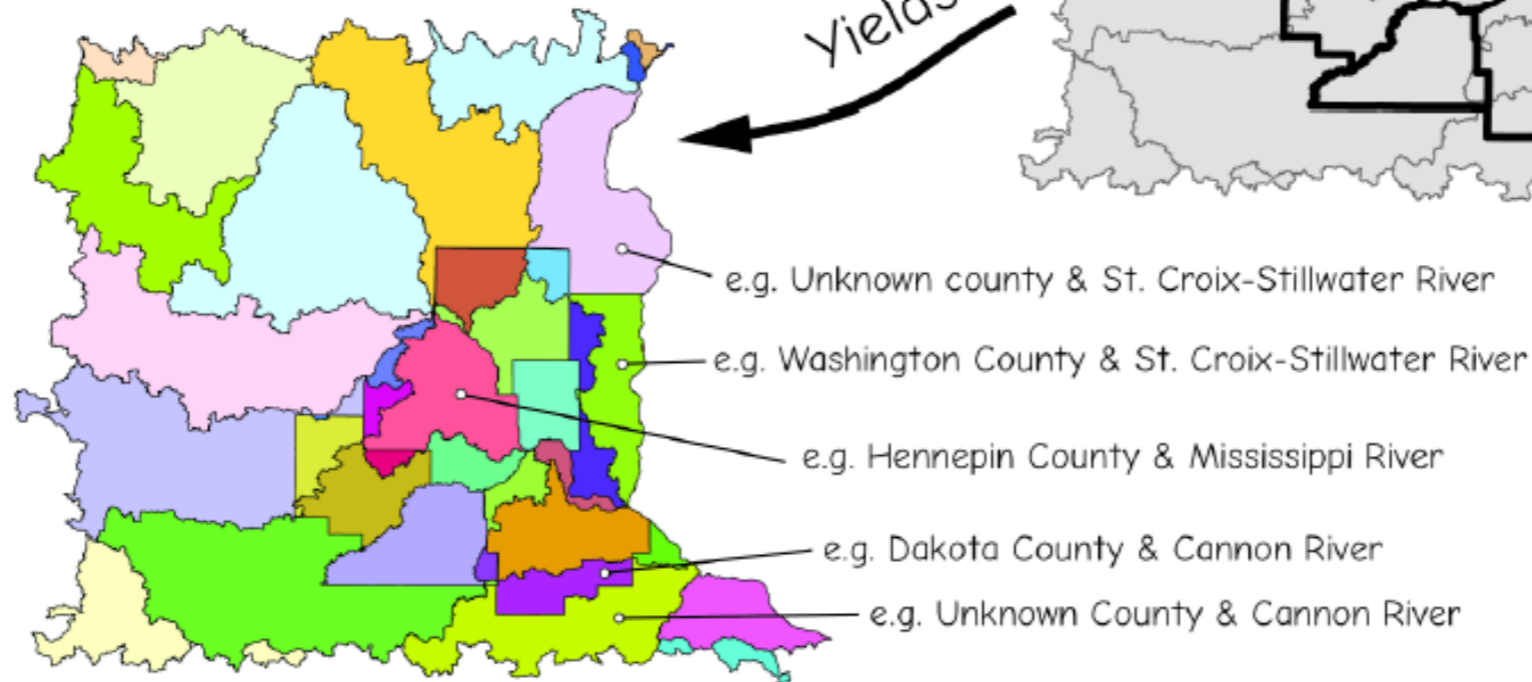 Yields
e.g. Unknown county & St. Croix-Stillwater River
e.g. Washington County & St. Croix-Stillwater River
e.g. Hennepin County & Mississippi River
e.g. Dakota County & Cannon River
e.g. Unknown County & Cannon River